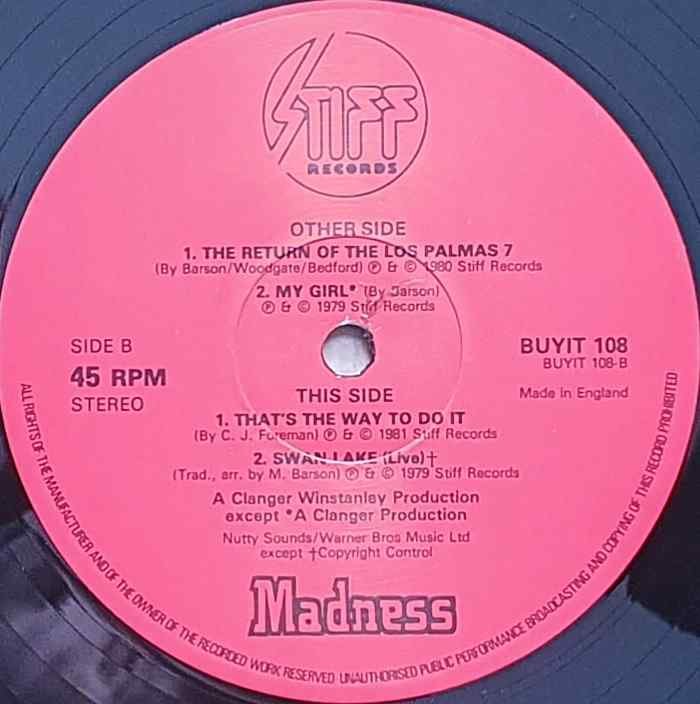 STIFF
RECORDS
OTHER SIDE
1. THE RETURN OF THE LOS PALMAS 7
(By Barson/Woodgate/Bedford) Ⓟ & © 1980 Stiff Records
2. MY GIRL* (By Barson)
Ⓟ & © 1979 Stiff Records
SIDE B
45 RPM
STEREO
BUYIT 108
BUYIT 108-B
Made in England
THIS SIDE
1. THAT'S THE WAY TO DO IT
(By C. J. Foreman) Ⓟ & © 1981 Stiff Records
2. SWAN LAKE (Live)†
(Trad., arr. by M. Barson) Ⓟ & © 1979 Stiff Records
A Clanger Winstanley Production
except *A Clanger Production
Nutty Sounds/Warner Bros Music Ltd
except †Copyright Control
Madness
ALL RIGHTS OF THE MANUFACTURER AND OF THE OWNER OF THE RECORDED WORK RESERVED UNAUTHORISED PUBLIC PERFORMANCE BROADCASTING AND COPYING OF THIS RECORD PROHIBITED